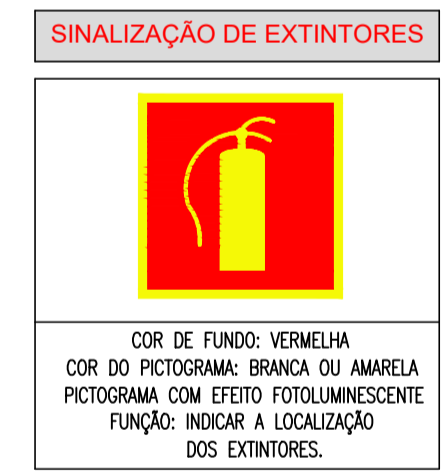 SINALIZAÇÃO DE EXTINTORES
COR DE FUNDO: VERMELHA
COR DO PICTOGRAMA: BRANCA OU AMARELA
PICTOGRAMA COM EFEITO FOTOLUMINESCENTE
FUNÇÃO: INDICAR A LOCALIZAÇÃO
DOS EXTINTORES.